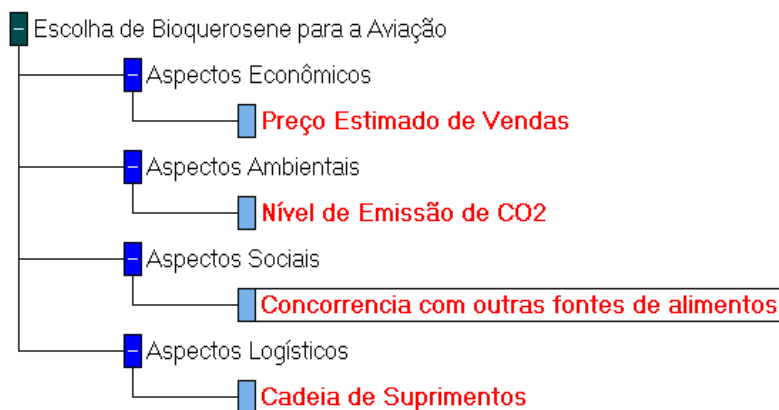 Escolha de Bioquerosene para a Aviação
Aspectos Econômicos
Preço Estimado de Vendas
Aspectos Ambientais
Nível de Emissão de CO2
Aspectos Sociais
Concorrencia com outras fontes de alimentos
Aspectos Logísticos
Cadeia de Suprimentos